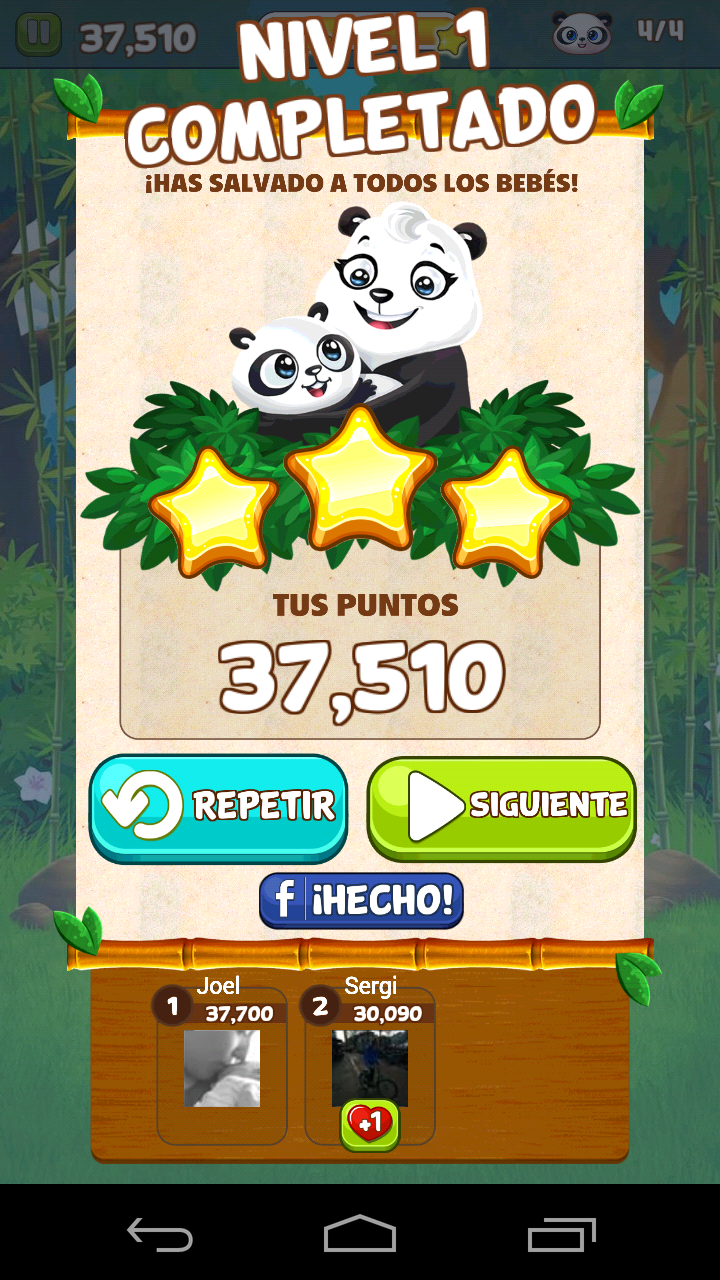 37,510
4/4
NIVEL 1
COMPLETADO
¡HAS SALVADO A TODOS LOS BEBÉS!
TUS PUNTOS
37,510
REPETIR
SIGUIENTE
f ¡HECHO!
1 Joel
37,700
2 Sergi
30,090
+1